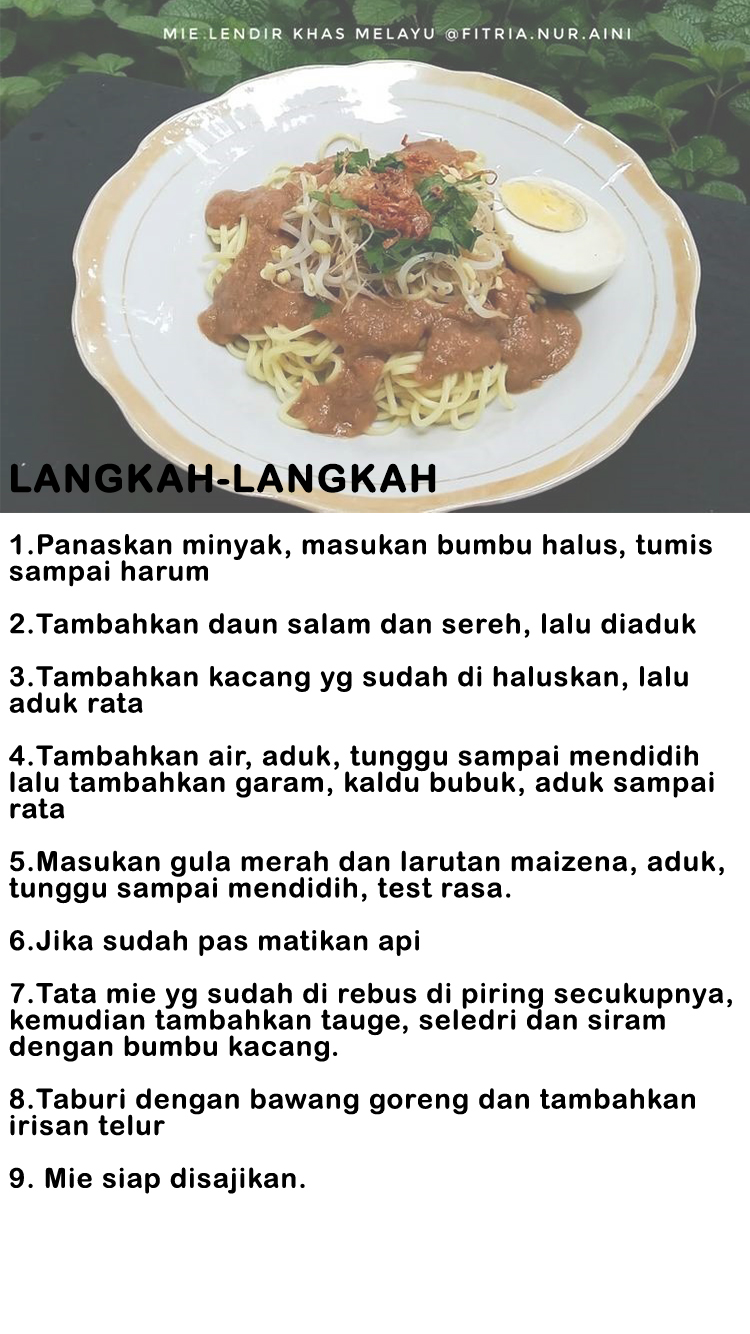 MIE LENDIR KHAS MELAYU @FITRIA.NUR.AINI
LANGKAH-LANGKAH
1.Panaskan minyak, masukan bumbu halus, tumis
sampai harum
2.Tambahkan daun salam dan sereh, lalu diaduk
3.Tambahkan kacang yg sudah di haluskan, lalu
aduk rata
4.Tambahkan air, aduk, tunggu sampai mendidih
lalu tambahkan garam, kaldu bubuk, aduk sampai
rata
5.Masukan gula merah dan larutan maizena, aduk,
tunggu sampai mendidih, test rasa.
6.Jika sudah pas matikan api
7.Tata mie yg sudah di rebus di piring secukupnya,
kemudian tambahkan tauge, seledri dan siram
dengan bumbu kacang.
8.Taburi dengan bawang goreng dan tambahkan
irisan telur
9. Mie siap disajikan.